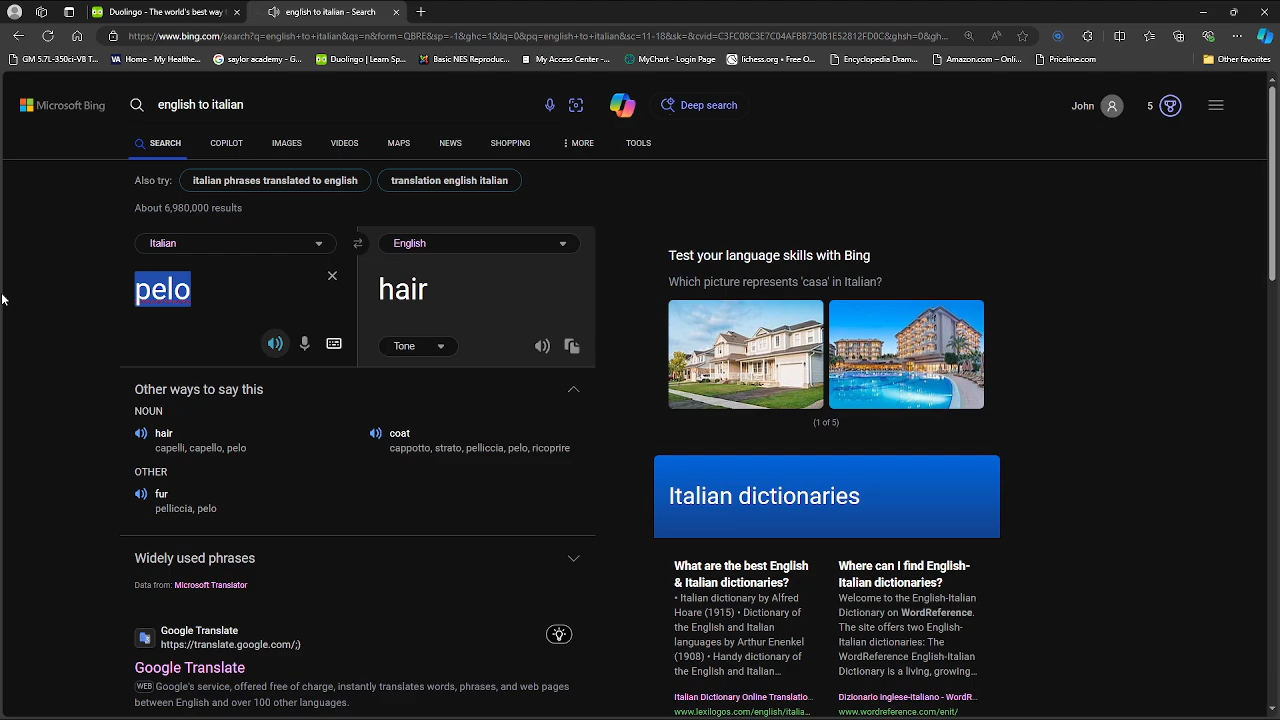 Duolingo - The world's best way
english to italian - Search
https://www.bing.com/search?q=english+to+italian&qs=n&form=QBRE&sp=-1&ghc=1&lq=0&pq=english+to+italian&sc=11-18&sk=&cvid=C3FC08C3E7C04AFB873081E52812FD0C&ghsh=0&ghac...
GM 5.7L-350ci-V8 T...
Home - My Healthe...
saylor academy - G...
Duolingo | Learn Sp...
Basic NES Reproduc...
My Access Center -...
MyChart - Login Page
lichess.org • Free O...
Encyclopedia Dram...
Amazon.com - Onli...
Priceline.com
Other favorites
Microsoft Bing
english to italian
Deep search
John
5
SEARCH
COPILOT
IMAGES
VIDEOS
MAPS
NEWS
SHOPPING
MORE
TOOLS
Also try:
italian phrases translated to english
translation english italian
About 6,980,000 results
Italian
English
pelo
hair
Tone
Other ways to say this
NOUN
hair
capelli, capello, pelo
coat
cappotto, strato, pelliccia, pelo, ricoprire
OTHER
fur
pelliccia, pelo
Widely used phrases
Data from: Microsoft Translator
Google Translate
https://translate.google.com/;)
Google Translate
WEB Google's service, offered free of charge, instantly translates words, phrases, and web pages
between English and over 100 other languages.
Test your language skills with Bing
Which picture represents 'casa' in Italian?
(1 of 5)
Italian dictionaries
What are the best English
& Italian dictionaries?
• Italian dictionary by Alfred
Hoare (1915) • Dictionary of
the English and Italian
languages by Arthur Enenkel
(1908) • Handy dictionary of
the English and Italian...
Italian Dictionary Online Translatio...
www.lexilogos.com/english/italia...
Where can I find English-
Italian dictionaries?
Welcome to the English-Italian
Dictionary on WordReference.
The site offers two English-
Italian dictionaries: The
WordReference English-Italian
Dictionary is a living, growing...
Dizionario inglese-Italiano - WordR...
www.wordreference.com/enit/